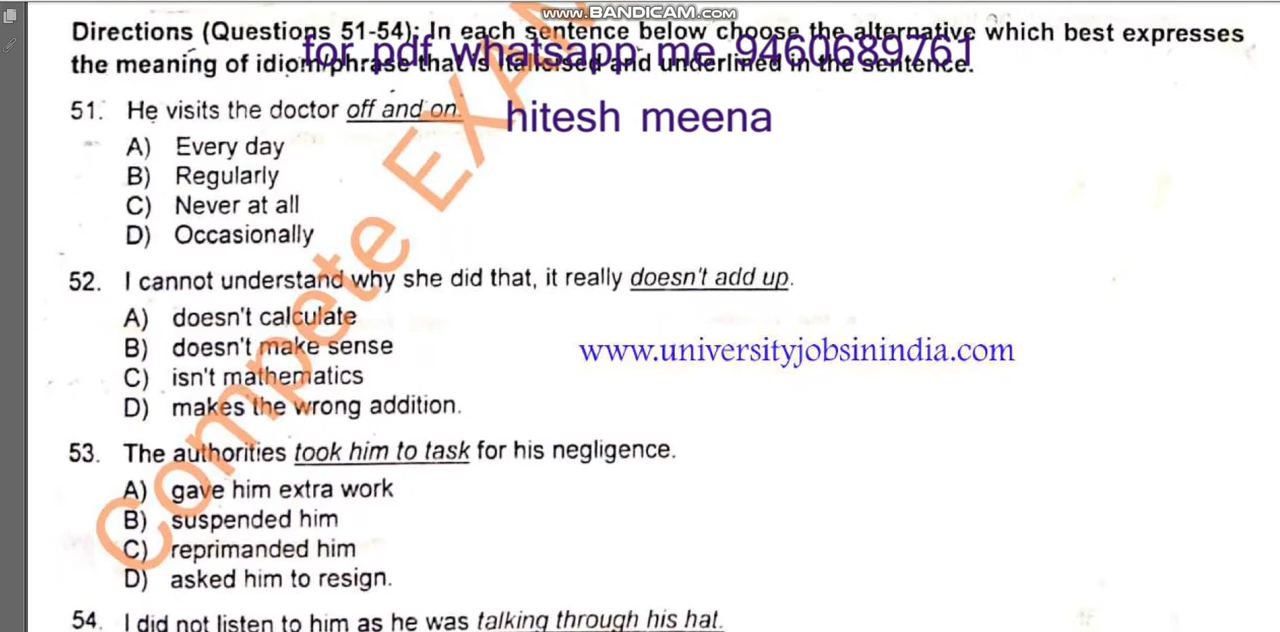 www.BANDICAM.com
Directions (Questions 51-54): In each sentence below choose the alternative which best expresses
for pdf whatsapp me 9460689761
the meaning of idiom/phrase that is italicised and underlined in the sentence.
51. He visits the doctor off and on.
hitesh meena
A) Every day
B) Regularly
C) Never at all
D) Occasionally
52. I cannot understand why she did that, it really doesn't add up.
A) doesn't calculate
B) doesn't make sense
www.universityjobsinindia.com
C) isn't mathematics
D) makes the wrong addition.
53. The authorities took him to task for his negligence.
A) gave him extra work
B) suspended him
C) reprimanded him
D) asked him to resign.
54. I did not listen to him as he was talking through his hat.
Compete EXAM